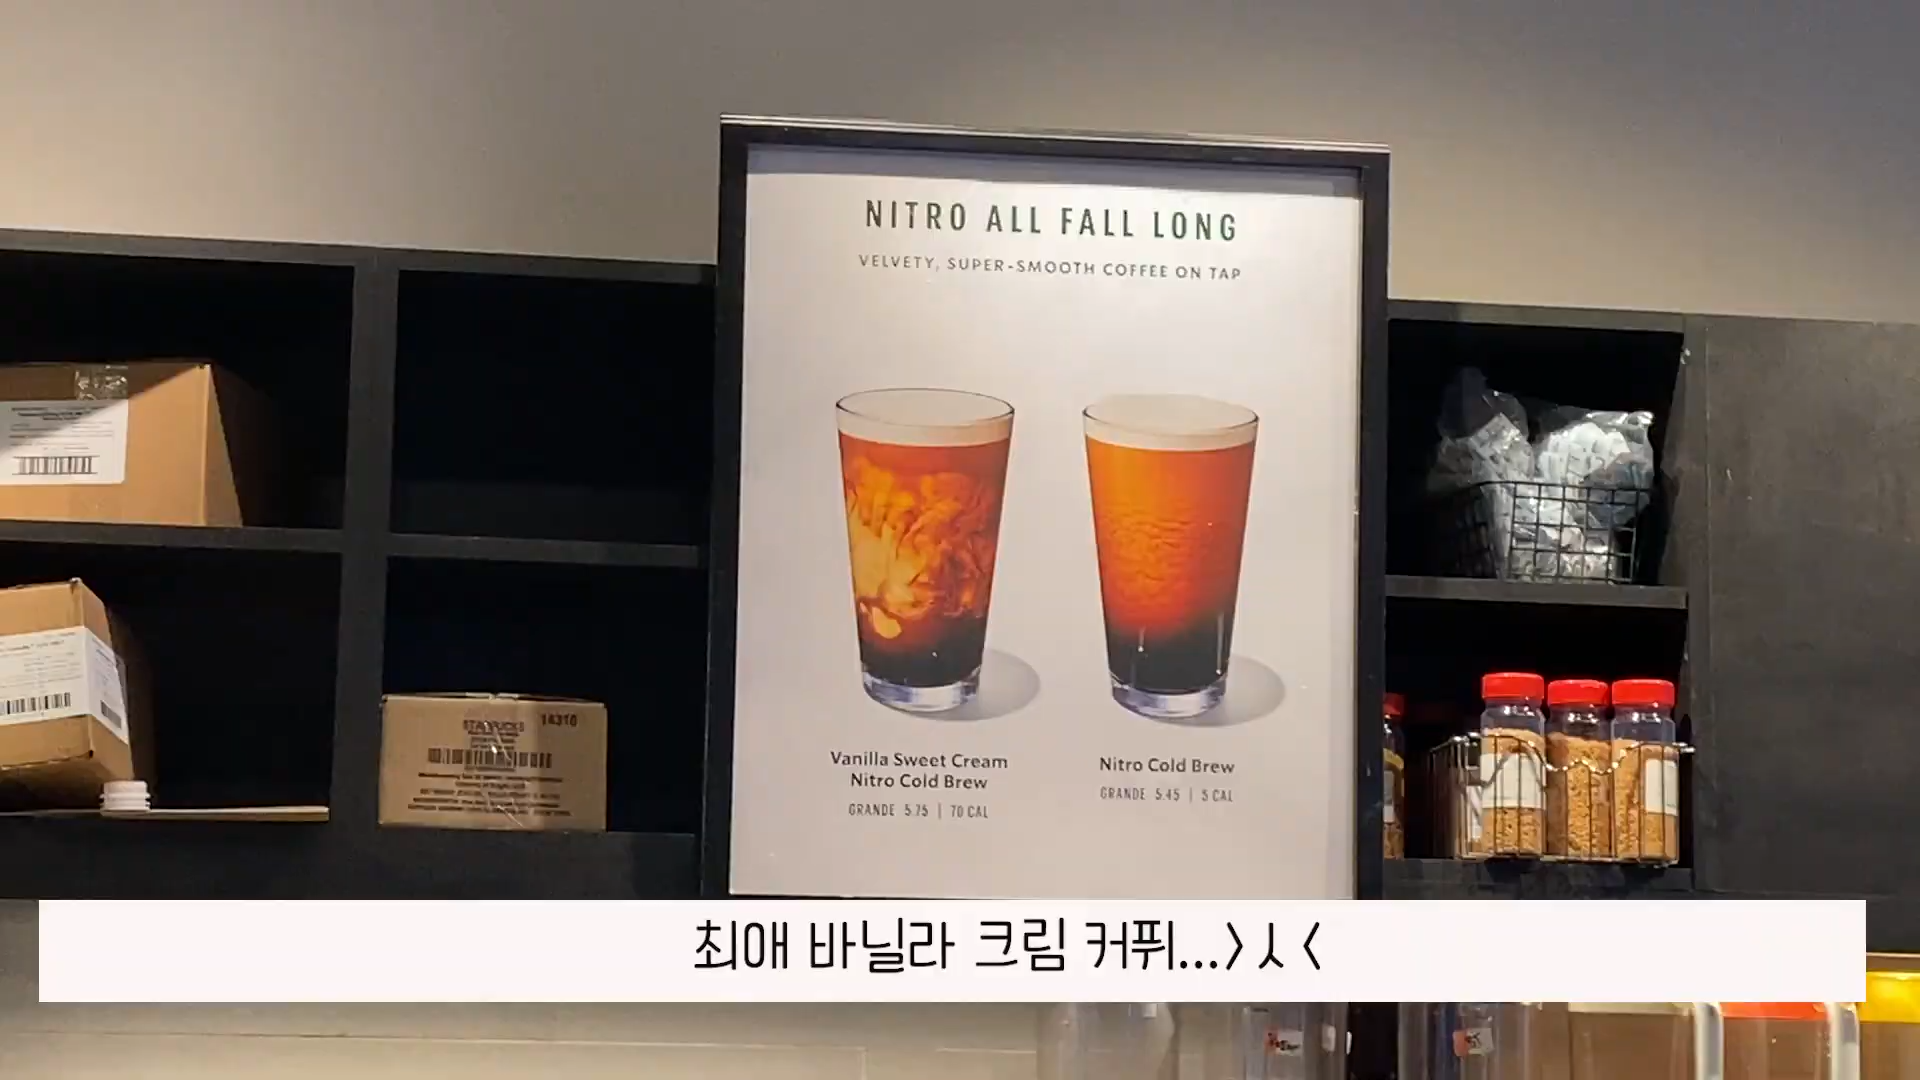 NITRO ALL FALL LONG
VELVETY, SUPER-SMOOTH COFFEE ON TAP
Vanilla Sweet Cream
Nitro Cold Brew
GRANDE 5.75 | 70 CAL
Nitro Cold Brew
GRANDE 5.45 | 5 CAL
STARBUCKS 14310
최애 바닐라 크림 커퓌...>ㅅ<